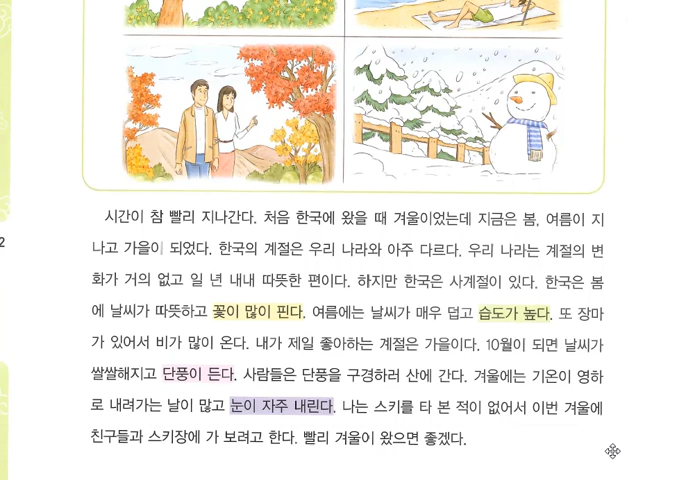 시간이 참 빨리 지나간다. 처음 한국에 왔을 때 겨울이었는데 지금은 봄, 여름이 지
나고 가을이 되었다. 한국의 계절은 우리 나라와 아주 다르다. 우리 나라는 계절의 변
화가 거의 없고 일 년 내내 따뜻한 편이다. 하지만 한국은 사계절이 있다. 한국은 봄
에 날씨가 따뜻하고 꽃이 많이 핀다. 여름에는 날씨가 매우 덥고 습도가 높다. 또 장마
가 있어서 비가 많이 온다. 내가 제일 좋아하는 계절은 가을이다. 10월이 되면 날씨가
쌀쌀해지고 단풍이 든다. 사람들은 단풍을 구경하러 산에 간다. 겨울에는 기온이 영하
로 내려가는 날이 많고 눈이 자주 내린다. 나는 스키를 타 본 적이 없어서 이번 겨울에
친구들과 스키장에 가 보려고 한다. 빨리 겨울이 왔으면 좋겠다.
2